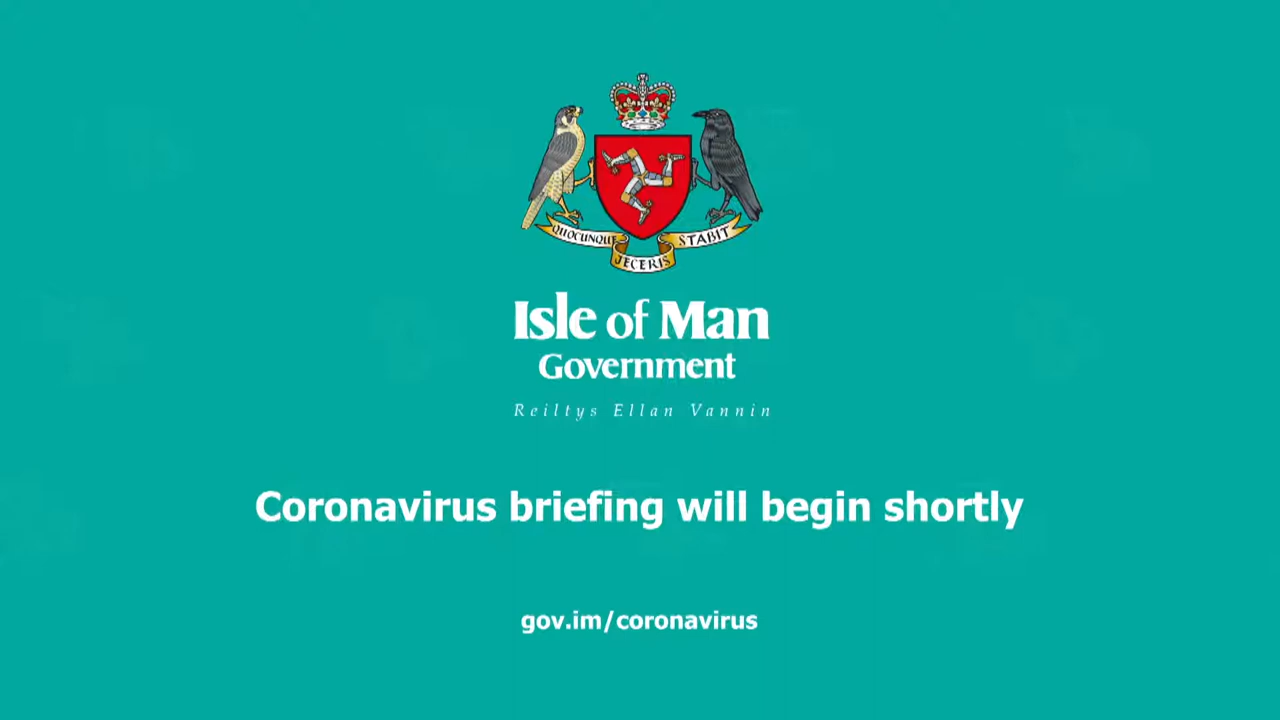 QUOCUNQUE JECERIS STABIT
Isle of Man
Government
Reiltys Ellan Vannin
Coronavirus briefing will begin shortly
gov.im/coronavirus